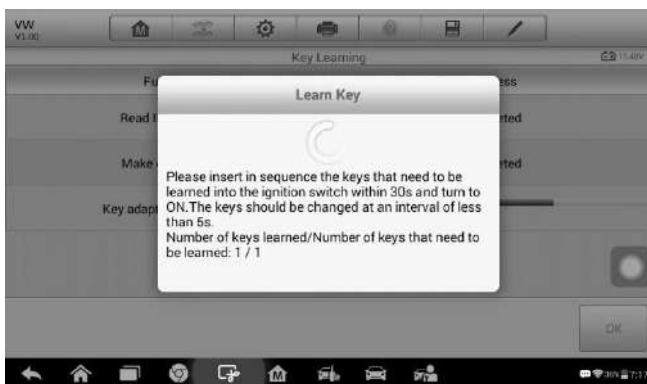 VW
V1.00
Key Learning
Learn Key
Read
Make
Key adap
Please insert in sequence the keys that need to be
learned into the ignition switch within 30s and turn to
ON.The keys should be changed at an interval of less
than 5s.
Number of keys learned/Number of keys that need to
be learned: 1 / 1
OK